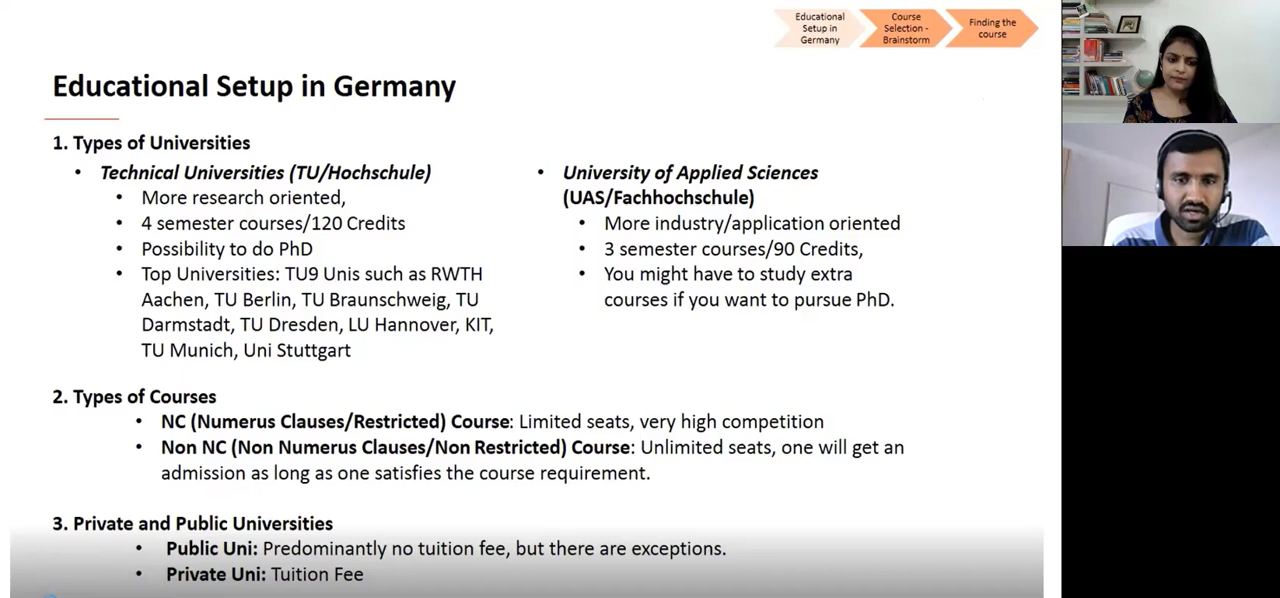 Educational
Setup in
Germany
Course
Selection -
Brainstorm
Finding the
course
Educational Setup in Germany
1. Types of Universities
• Technical Universities (TU/Hochschule)
• More research oriented,
• 4 semester courses/120 Credits
• Possibility to do PhD
• Top Universities: TU9 Unis such as RWTH
Aachen, TU Berlin, TU Braunschweig, TU
Darmstadt, TU Dresden, LU Hannover, KIT,
TU Munich, Uni Stuttgart
• University of Applied Sciences
(UAS/Fachhochschule)
• More industry/application oriented
• 3 semester courses/90 Credits,
• You might have to study extra
courses if you want to pursue PhD.
2. Types of Courses
• NC (Numerus Clauses/Restricted) Course: Limited seats, very high competition
• Non NC (Non Numerus Clauses/Non Restricted) Course: Unlimited seats, one will get an
admission as long as one satisfies the course requirement.
3. Private and Public Universities
• Public Uni: Predominantly no tuition fee, but there are exceptions.
• Private Uni: Tuition Fee